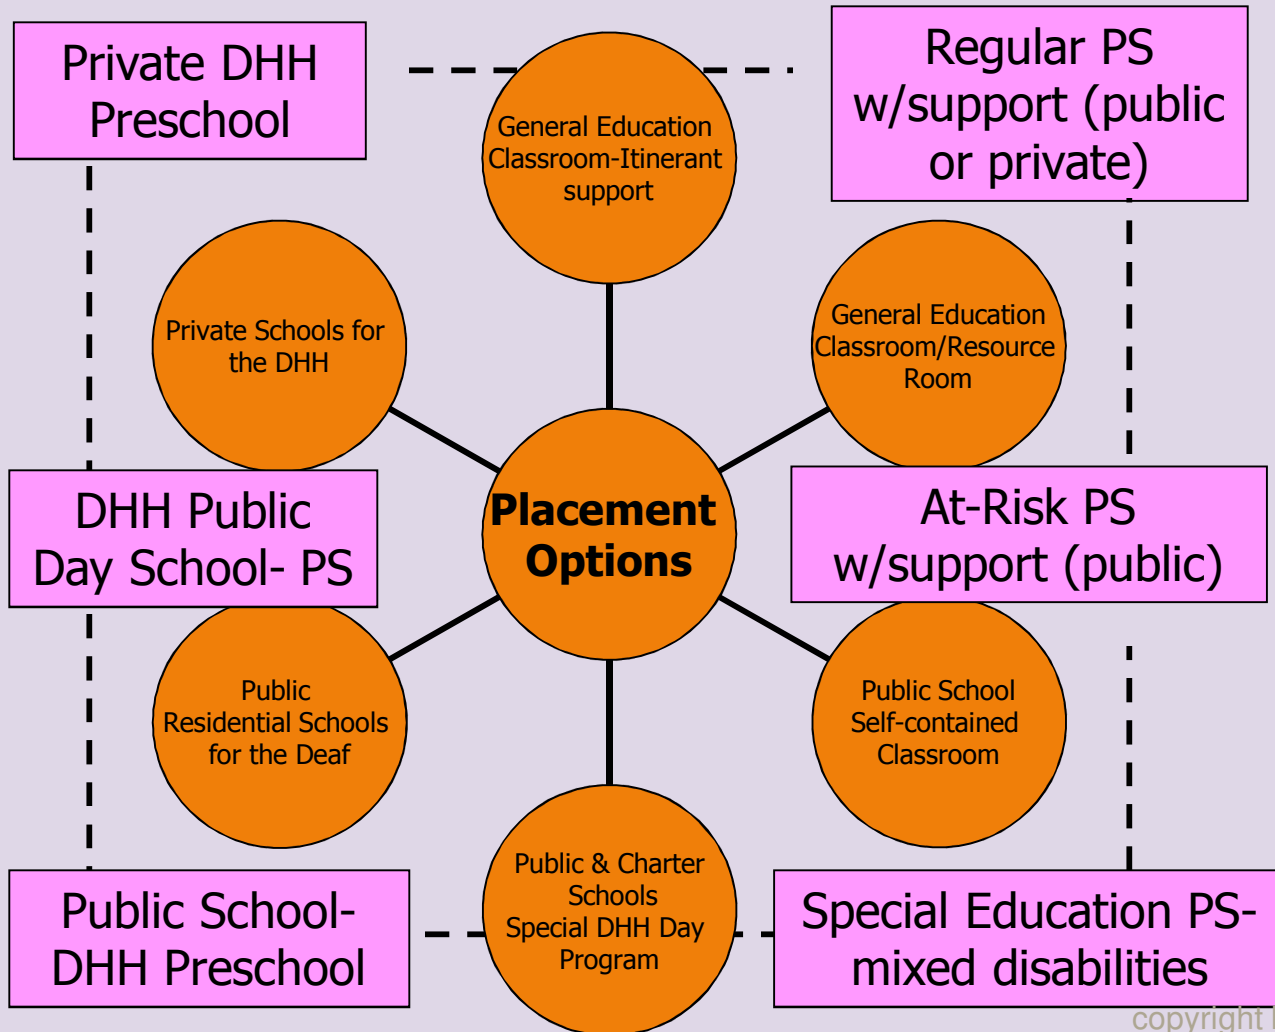 Private DHH
Preschool
General Education
Classroom-Itinerant
support
Regular PS
w/support (public
or private)
Private Schools for
the DHH
General Education
Classroom/Resource
Room
DHH Public
Day School- PS
Placement
Options
At-Risk PS
w/support (public)
Public
Residential Schools
for the Deaf
Public School
Self-contained
Classroom
Public School-
DHH Preschool
Public & Charter
Schools
Special DHH Day
Program
Special Education PS-
mixed disabilities
copyright